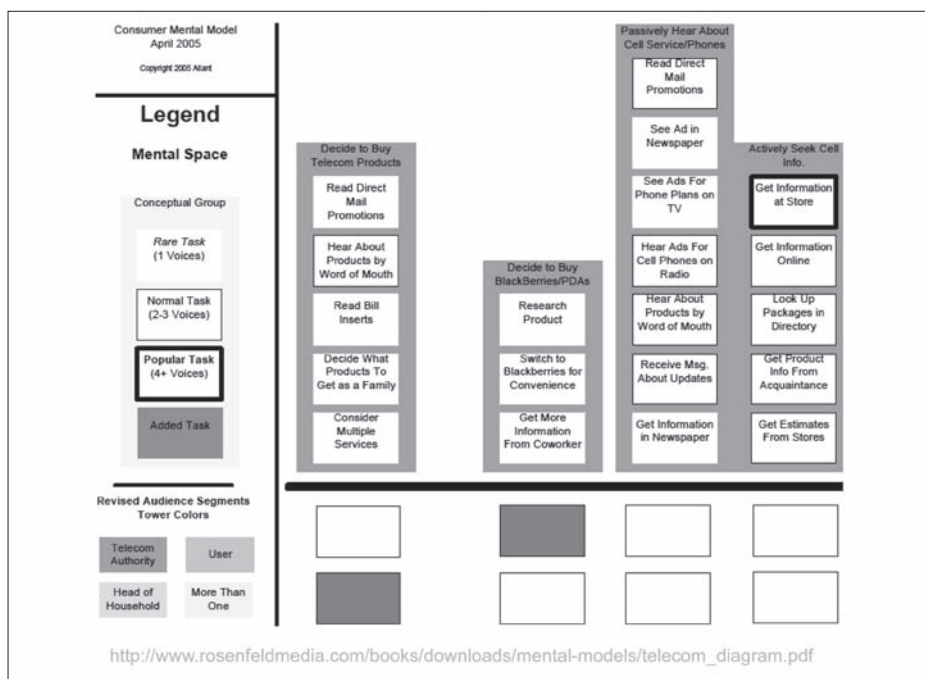 Consumer Mental Model
April 2005
Copyright 2005 Aliant
Legend
Mental Space
Conceptual Group
Rare Task
(1 Voices)
Normal Task
(2-3 Voices)
Popular Task
(4+ Voices)
Added Task
Revised Audience Segments
Tower Colors
Telecom
Authority
User
Head of
Household
More Than
One
Decide to Buy
Telecom Products
Read Direct
Mail
Promotions
Hear About
Products by
Word of Mouth
Read Bill
Inserts
Decide What
Products To
Get as a Family
Consider
Multiple
Services
Decide to Buy
BlackBerries/PDAs
Research
Product
Switch to
Blackberries for
Convenience
Get More
Information
From Coworker
Passively Hear About
Cell Service/Phones
Read Direct
Mail
Promotions
See Ad in
Newspaper
See Ads For
Phone Plans on
TV
Hear Ads For
Cell Phones on
Radio
Hear About
Products by
Word of Mouth
Receive Msg.
About Updates
Get Information
in Newspaper
Actively Seek Cell
Info.
Get Information
at Store
Get Information
Online
Look Up
Packages in
Directory
Get Product
Info From
Acquaintance
Get Estimates
From Stores
http://www.rosenfeldmedia.com/books/downloads/mental-models/telecom_diagram.pdf